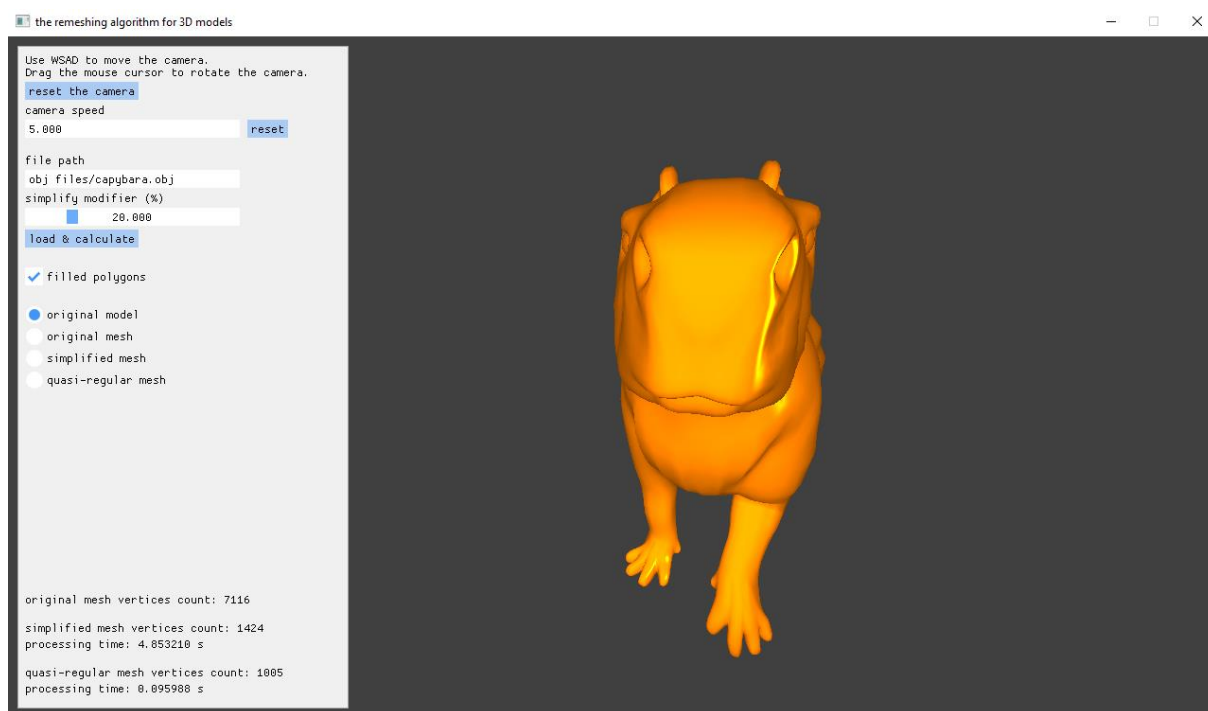 the remeshing algorithm for 3D models
Use WSAD to move the camera.
Drag the mouse cursor to rotate the camera.
reset the camera
camera speed
5.000 reset
file path
obj files/capybara.obj
simplify modifier (%)
20.000
load & calculate
filled polygons
original model
original mesh
simplified mesh
quasi-regular mesh
original mesh vertices count: 7116
simplified mesh vertices count: 1424
processing time: 4.853210 s
quasi-regular mesh vertices count: 1005
processing time: 0.095988 s